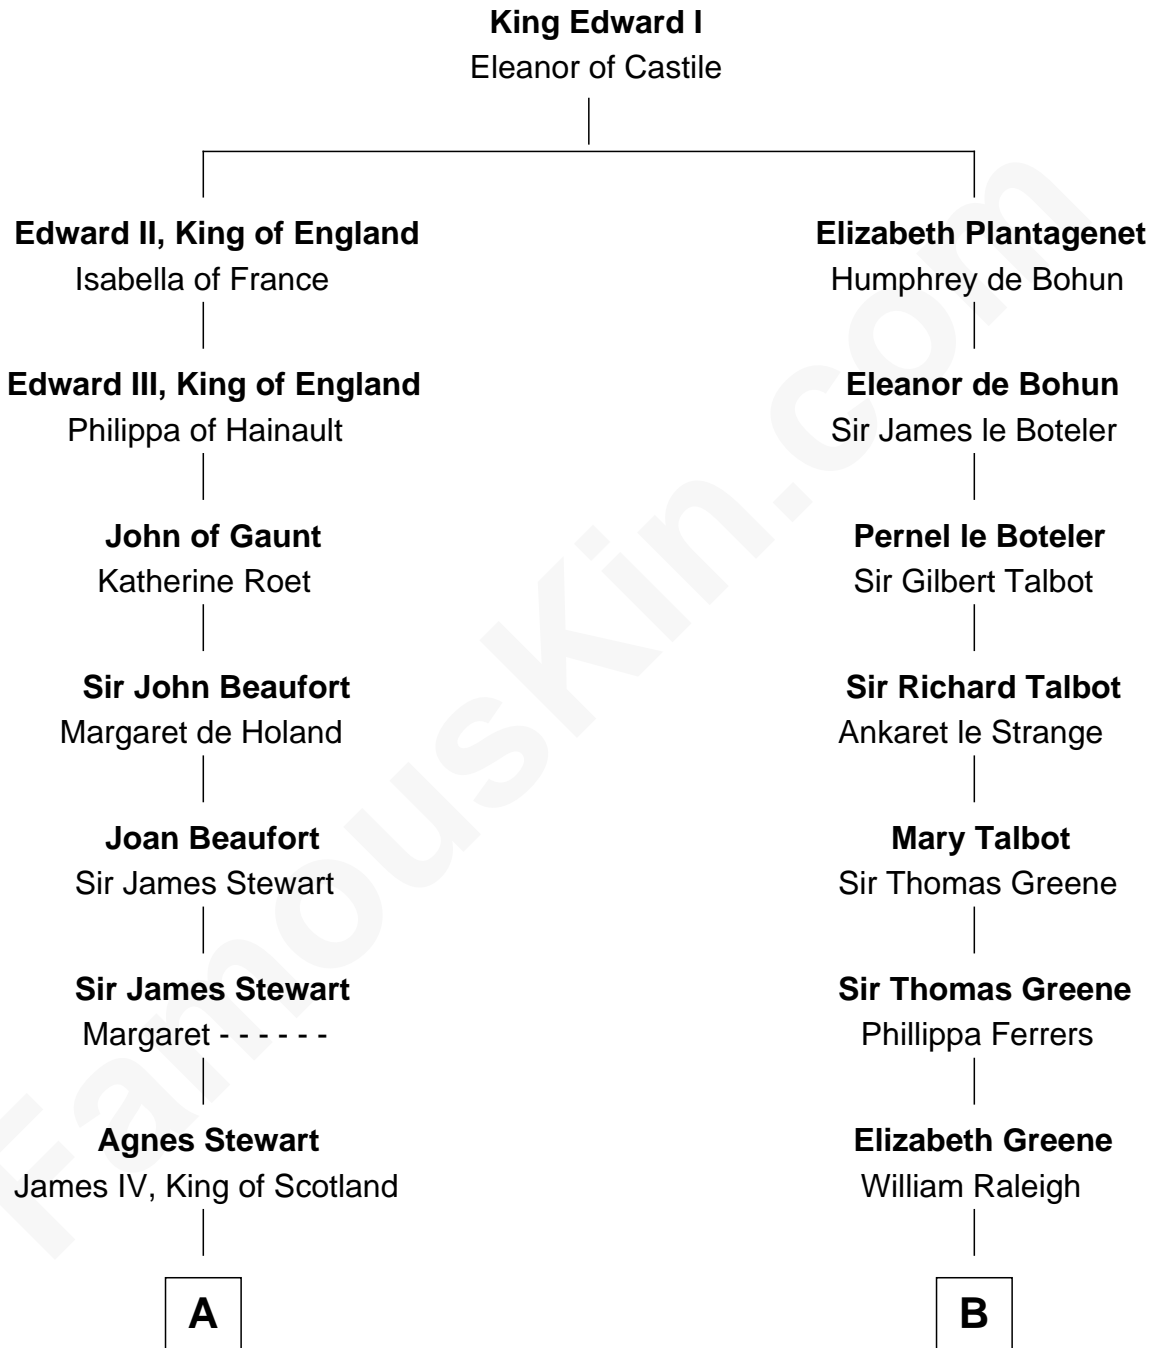 King Edward I
Eleanor of Castile
Edward II, King of England
Isabella of France
Edward III, King of England
Philippa of Hainault
John of Gaunt
Katherine Roet
Sir John Beaufort
Margaret de Holand
Joan Beaufort
Sir James Stewart
Sir James Stewart
Margaret - - - - - -
Agnes Stewart
James IV, King of Scotland
A
Elizabeth Plantagenet
Humphrey de Bohun
Eleanor de Bohun
Sir James le Boteler
Pernel le Boteler
Sir Gilbert Talbot
Sir Richard Talbot
Ankaret le Strange
Mary Talbot
Sir Thomas Greene
Sir Thomas Greene
Phillippa Ferrers
Elizabeth Greene
William Raleigh
B
FamousKin.com